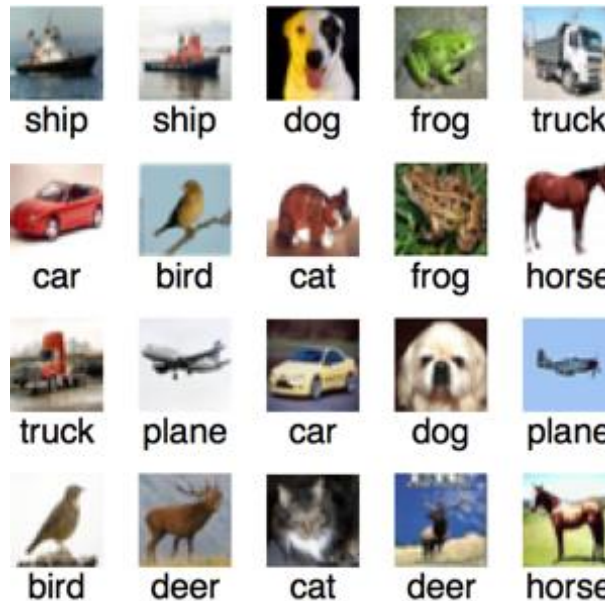 ship ship dog frog truck
car bird cat frog horse
truck plane car dog plane
bird deer cat deer horse